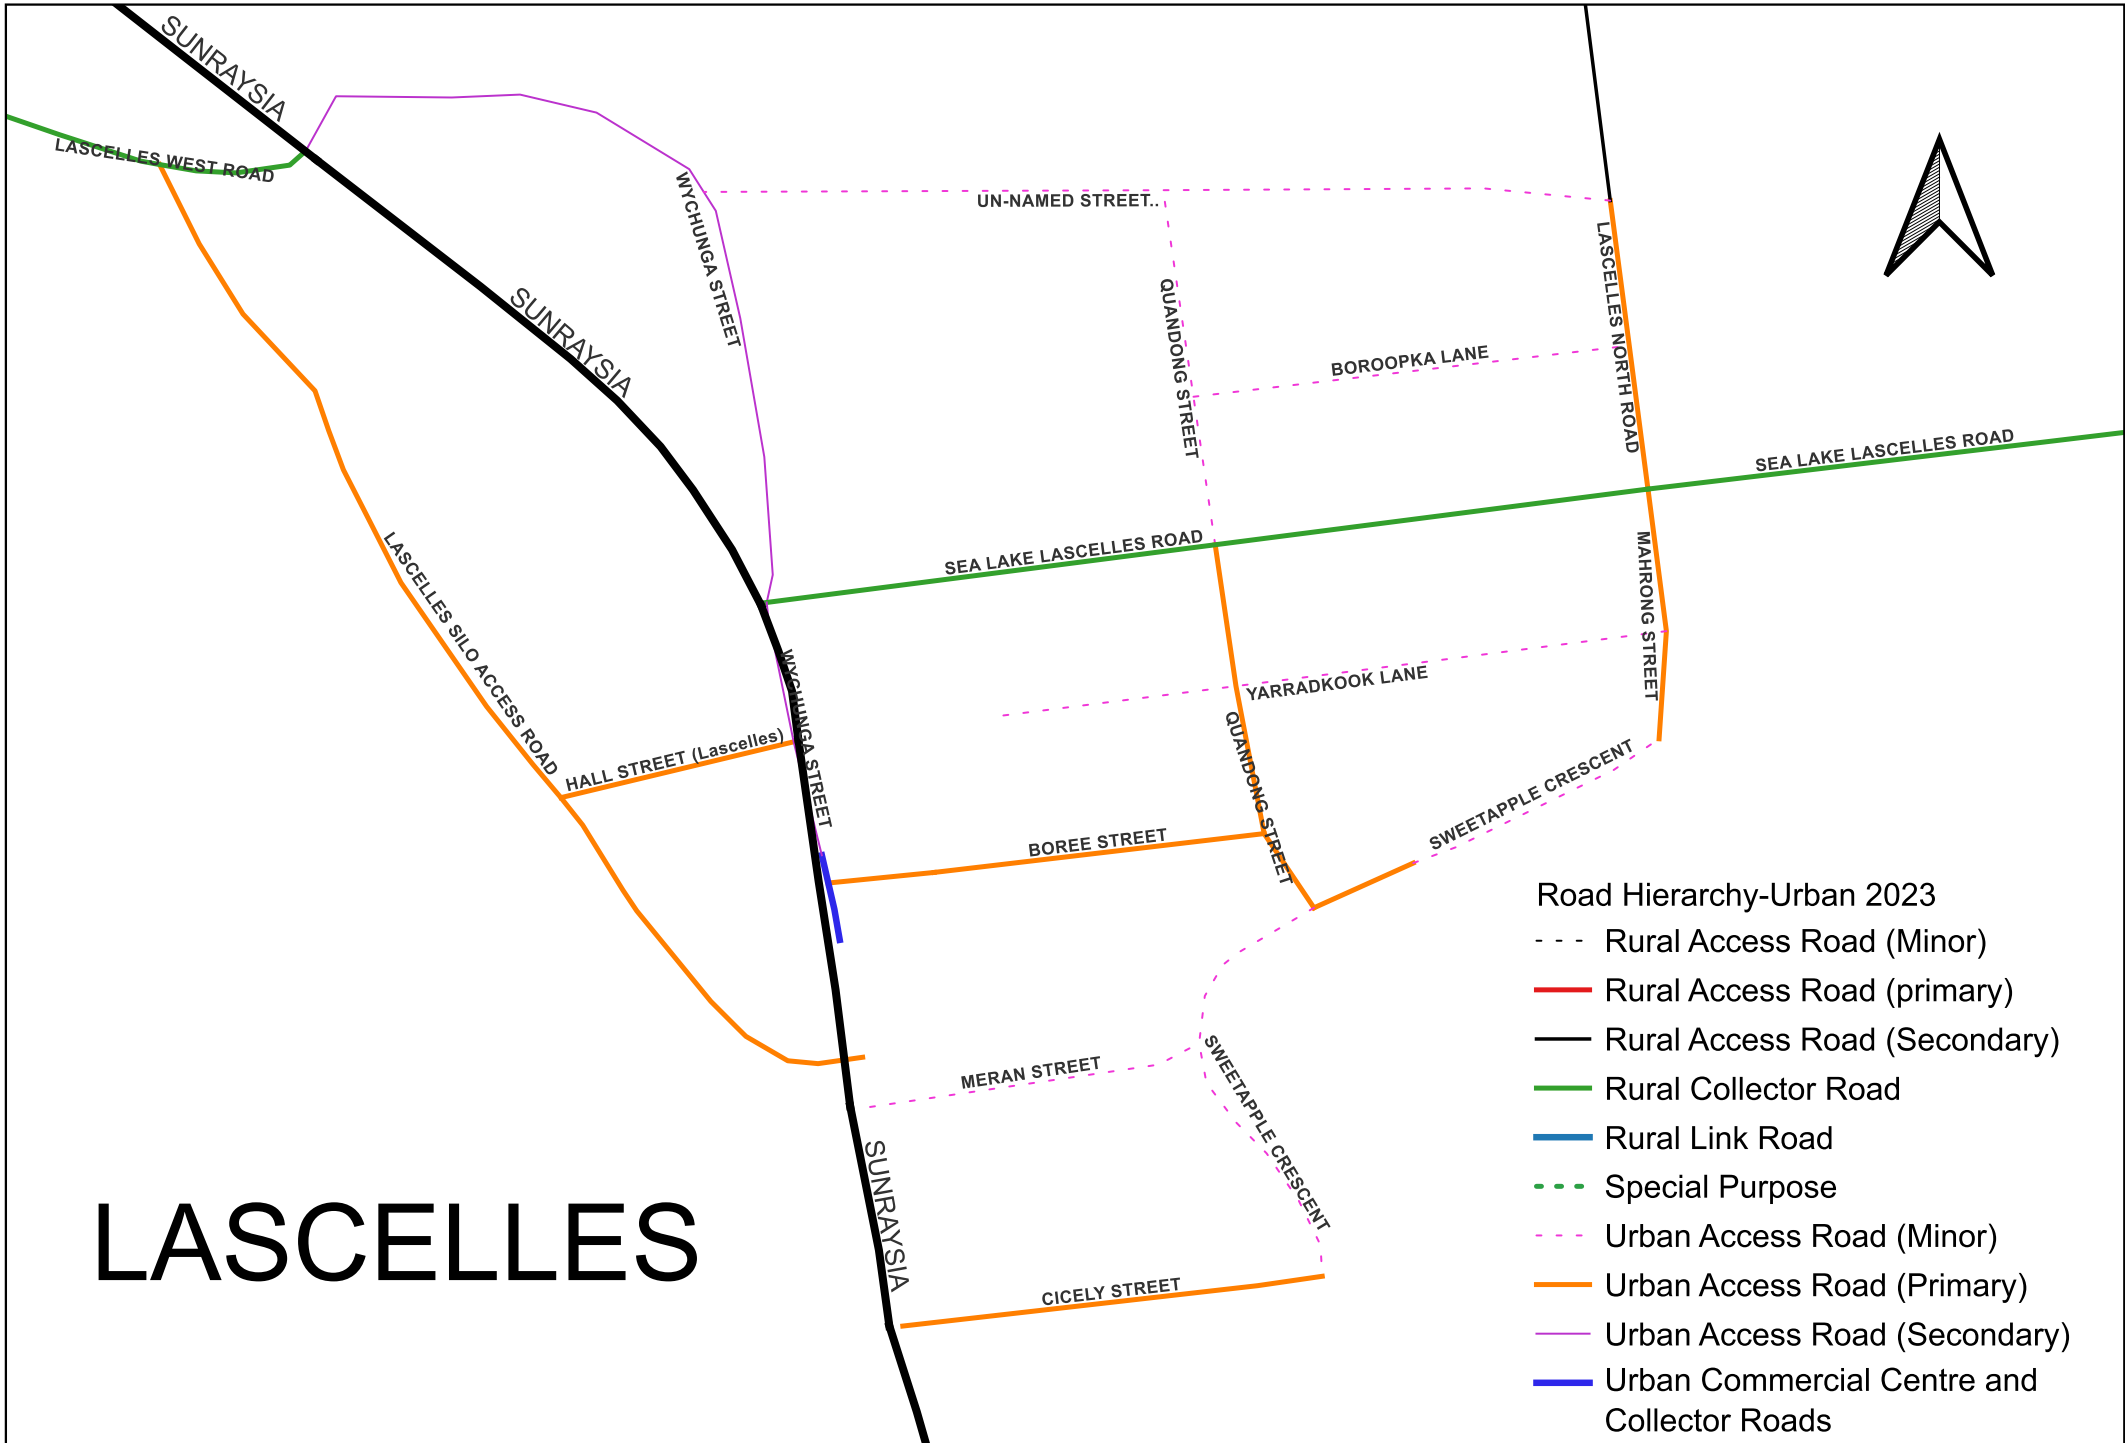 SUNRAYSIA
LASCELLES WEST ROAD
WYCHUNGA STREET
UN-NAMED STREET..
LASCELLES NORTH ROAD
QUANDONG STREET
SUNRAYSIA
BOROOPKA LANE
SEA LAKE LASCELLES ROAD
SEA LAKE LASCELLES ROAD
LASCELLES SILO ACCESS ROAD
MAHRONG STREET
WYCHUNGA STREET
YARRADKOOK LANE
QUANDONG STREET
HALL STREET (Lascelles)
SWEETAPPLE CRESCENT
BOREE STREET
MERAN STREET
SWEETAPPLE CRESCENT
SUNRAYSIA
CICELY STREET
LASCELLES
Road Hierarchy-Urban 2023
Rural Access Road (Minor)
Rural Access Road (primary)
Rural Access Road (Secondary)
Rural Collector Road
Rural Link Road
Special Purpose
Urban Access Road (Minor)
Urban Access Road (Primary)
Urban Access Road (Secondary)
Urban Commercial Centre and
Collector Roads